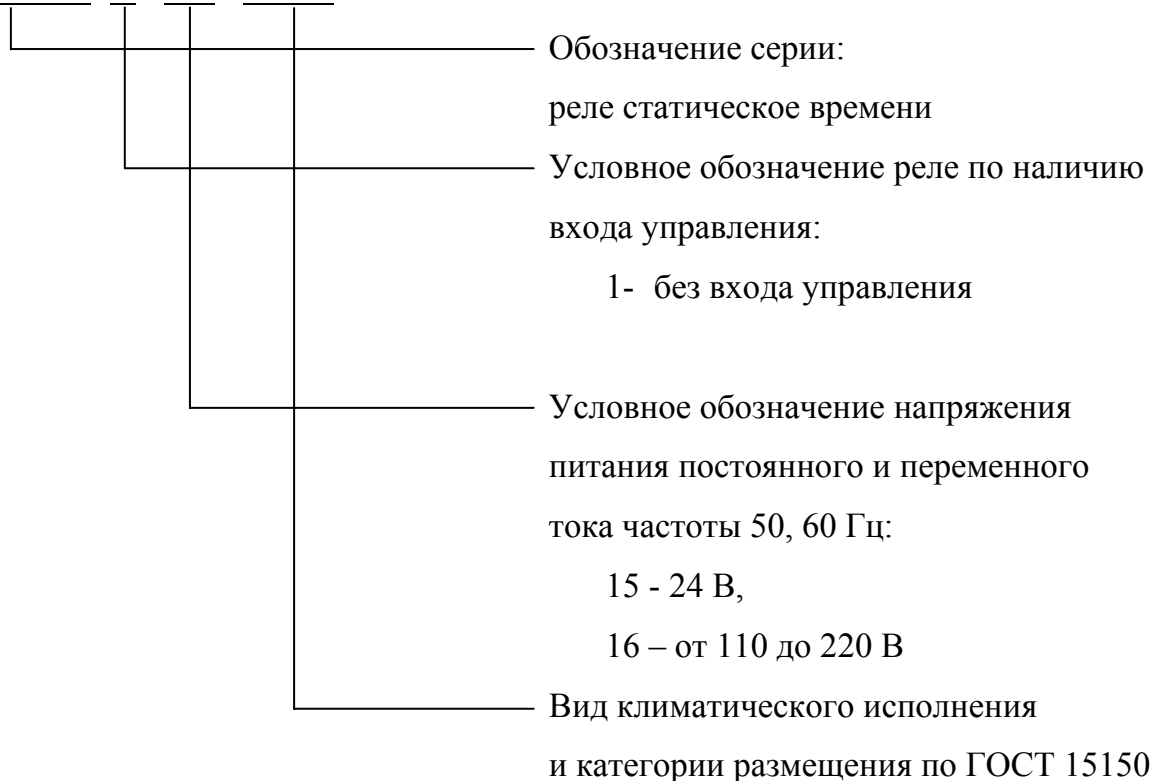 Обозначение серии:
реле статическое времени
Условное обозначение реле по наличию
входа управления:
1- без входа управления
Условное обозначение напряжения
питания постоянного и переменного
тока частоты 50, 60 Гц:
15 - 24 В,
16 – от 110 до 220 В
Вид климатического исполнения
и категории размещения по ГОСТ 15150